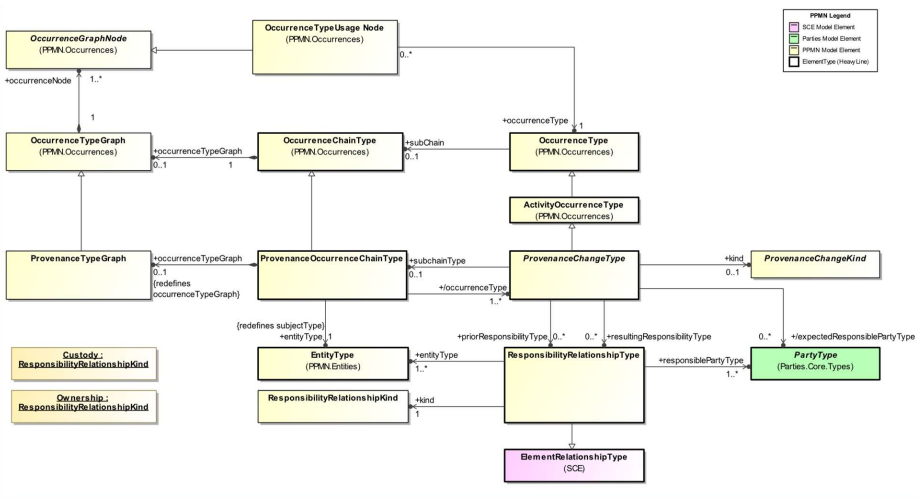 PPMN Legend
SCE Model Element
Parties Model Element
PPMN Model Element
ElementType (Heavy Line)
OccurrenceGraphNode
(PPMN.Occurrences)
OccurrenceTypeUsage Node
(PPMN.Occurrences)
0..*
+occurrenceNode
1..*
1
+occurrenceType
1
OccurrenceTypeGraph
(PPMN.Occurrences)
+occurrenceTypeGraph
0..1
1
OccurrenceChainType
(PPMN.Occurrences)
+subChain
0..1
OccurrenceType
(PPMN.Occurrences)
ActivityOccurrenceType
(PPMN.Occurrences)
ProvenanceTypeGraph
+occurrenceTypeGraph
0..1
{redefines
occurrenceTypeGraph}
ProvenanceOccurrenceChainType
+subchainType
0..1
+/occurrenceType
1..*
ProvenanceChangeType
+kind
0..1
ProvenanceChangeKind
{redefines subjectType}
+entityType
1
+priorResponsibilityType
0..*
0..*
+resultingResponsibilityType
0..*
+/expectedResponsiblePartyType
Custody :
ResponsibilityRelationshipKind
EntityType
(PPMN.Entities)
+entityType
1..*
ResponsibilityRelationshipType
+responsiblePartyType
1..*
PartyType
(Parties.Core.Types)
Ownership :
ResponsibilityRelationshipKind
ResponsibilityRelationshipKind
+kind
1
ElementRelationshipType
(SCE)